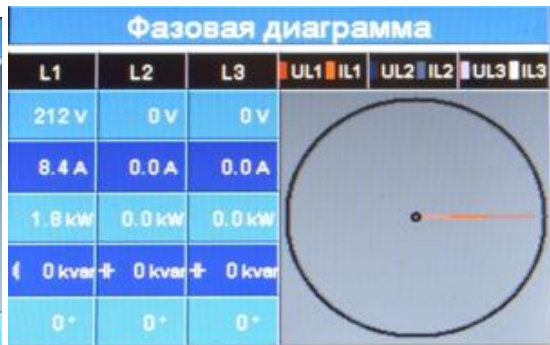 Фазовая диаграмма
L1 L2 L3 UL1 IL1 UL2 IL2 UL3 IL3
212 V 0 V 0 V
8.4 A 0.0 A 0.0 A
1.8 kW 0.0 kW 0.0 kW
0 kvar 0 kvar 0 kvar
0° 0° 0°